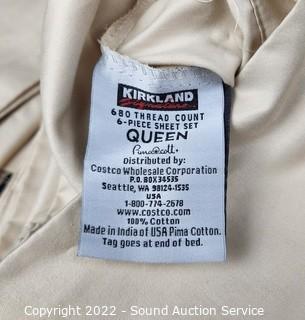 KIRKLAND
Signature
680 THREAD COUNT
6-PIECE SHEET SET
QUEEN
PimaCott
Distributed by:
Costco Wholesale Corporation
P.O. BOX 34535
Seattle, WA 98124-1535
USA
1-800-774-2678
www.costco.com
100% Cotton
Made in India of USA Pima Cotton.
Tag goes at end of bed.
Copyright 2022 - Sound Auction Service